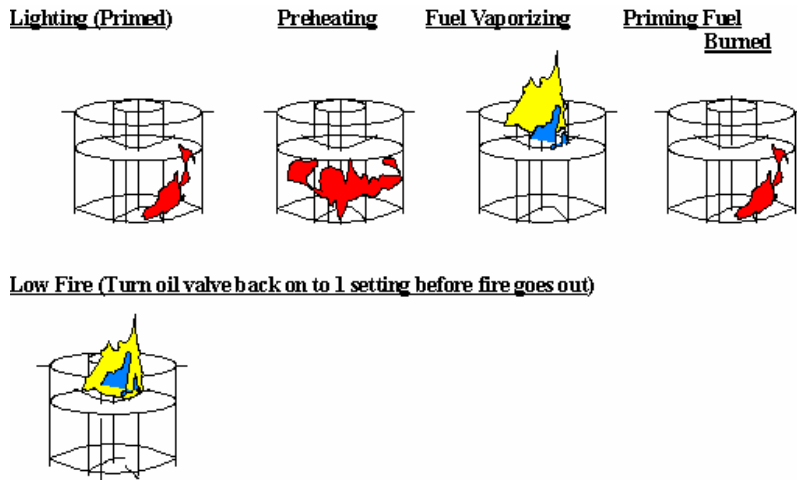 Lighting (Primed)
Preheating
Fuel Vaporizing
Priming Fuel
Burned
Low Fire (Turn oil valve back on to 1 setting before fire goes out)